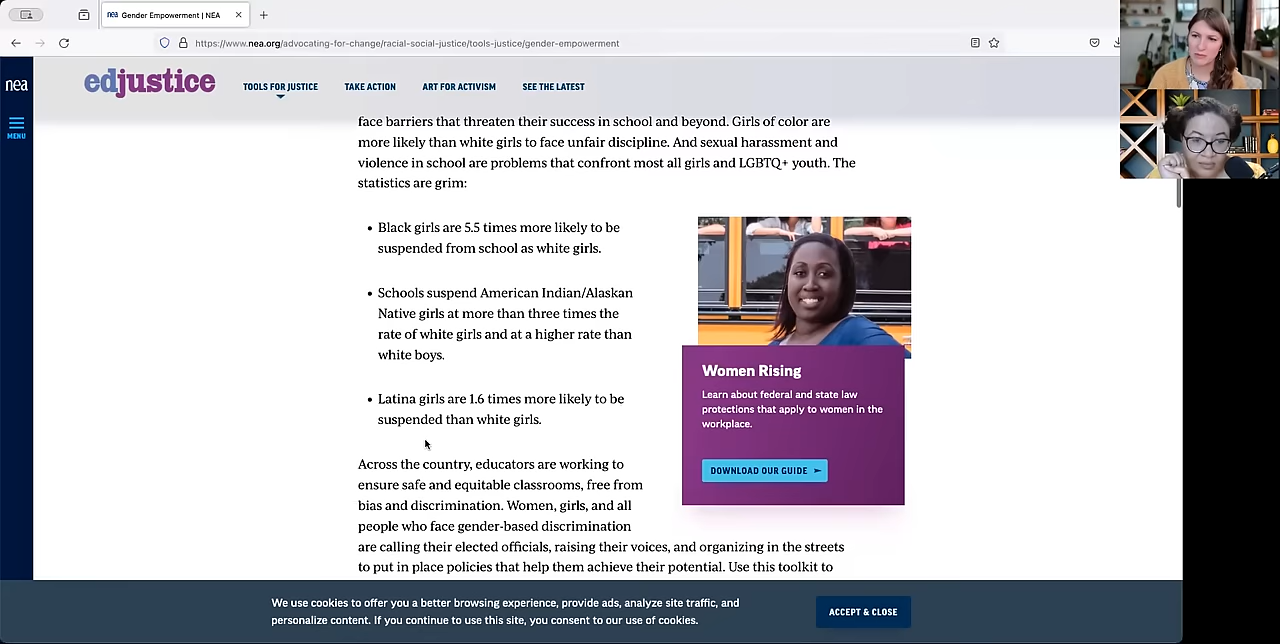 nea Gender Empowerment | NEA
https://www.nea.org/advocating-for-change/racial-social-justice/tools-justice/gender-empowerment
nea
MENU
edjustice
TOOLS FOR JUSTICE
TAKE ACTION
ART FOR ACTIVISM
SEE THE LATEST
face barriers that threaten their success in school and beyond. Girls of color are
more likely than white girls to face unfair discipline. And sexual harassment and
violence in school are problems that confront most all girls and LGBTQ+ youth. The
statistics are grim:
• Black girls are 5.5 times more likely to be
suspended from school as white girls.
• Schools suspend American Indian/Alaskan
Native girls at more than three times the
rate of white girls and at a higher rate than
white boys.
• Latina girls are 1.6 times more likely to be
suspended than white girls.
Women Rising
Learn about federal and state law
protections that apply to women in the
workplace.
DOWNLOAD OUR GUIDE
Across the country, educators are working to
ensure safe and equitable classrooms, free from
bias and discrimination. Women, girls, and all
people who face gender-based discrimination
are calling their elected officials, raising their voices, and organizing in the streets
to put in place policies that help them achieve their potential. Use this toolkit to
We use cookies to offer you a better browsing experience, provide ads, analyze site traffic, and
personalize content. If you continue to use this site, you consent to our use of cookies.
ACCEPT & CLOSE